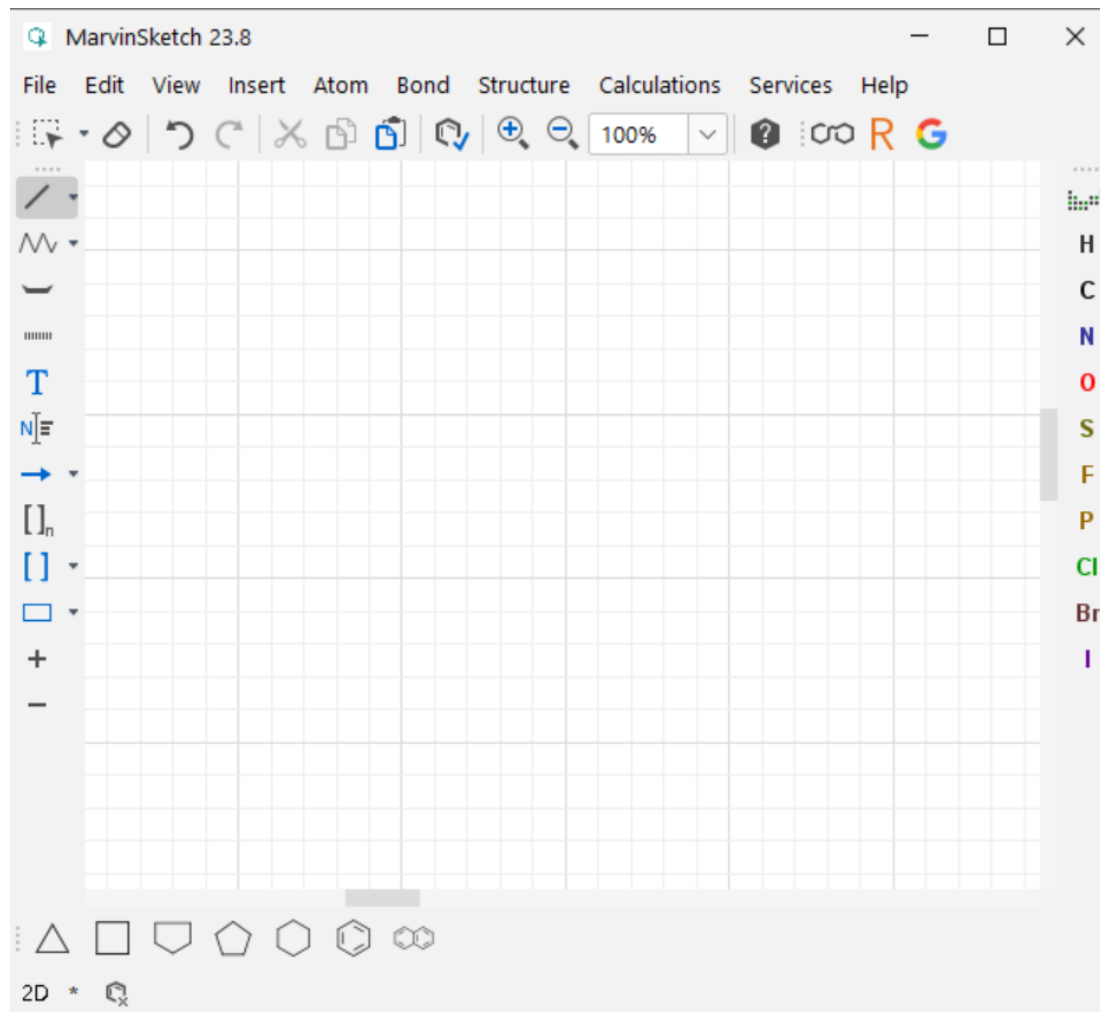 MarvinSketch 23.8
File Edit View Insert Atom Bond Structure Calculations Services Help
100% ? R G
H
C
N
O
T
S
N
F
P
[ ]n
Cl
[ ]
Br
+
I
−
2D *